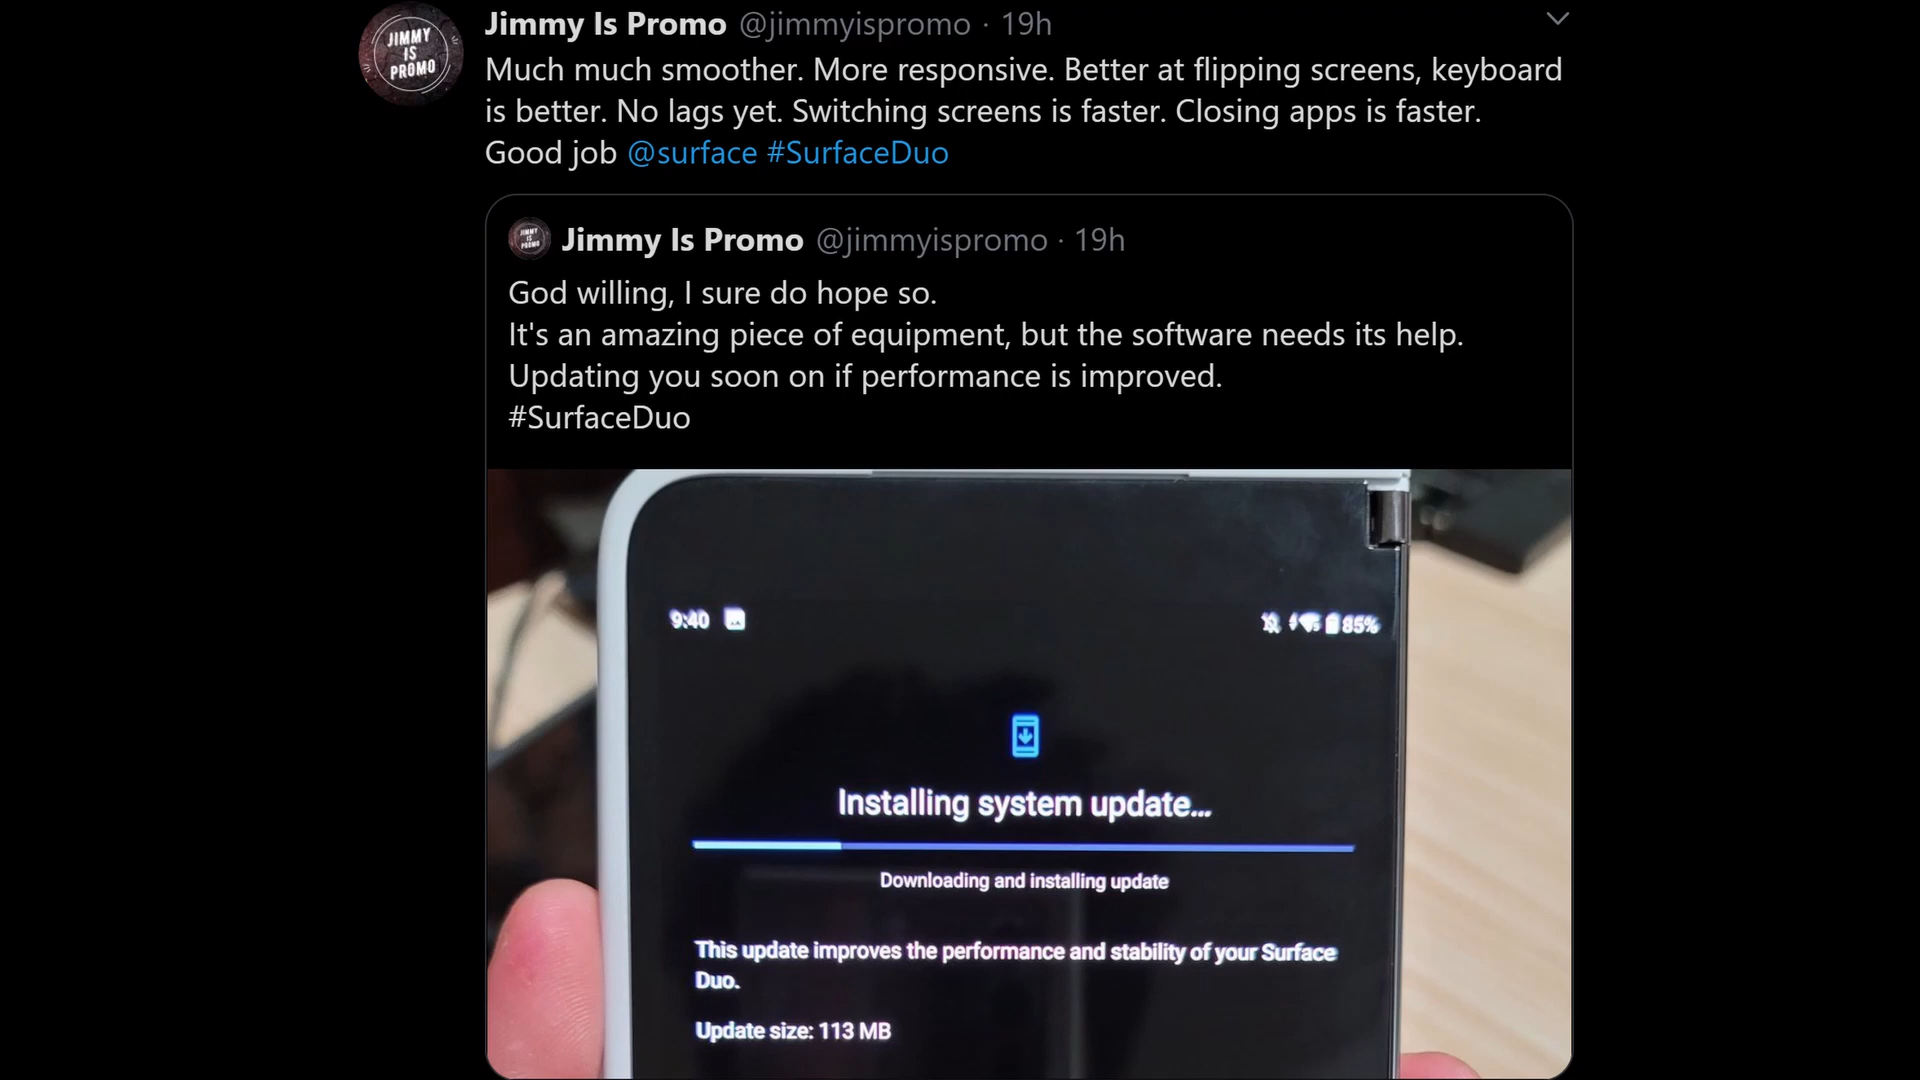 JIMMY
IS
PROMO
Jimmy Is Promo @jimmyispromo · 19h
Much much smoother. More responsive. Better at flipping screens, keyboard
is better. No lags yet. Switching screens is faster. Closing apps is faster.
Good job @surface #SurfaceDuo
JIMMY
IS
PROMO
Jimmy Is Promo @jimmyispromo · 19h
God willing, I sure do hope so.
It's an amazing piece of equipment, but the software needs its help.
Updating you soon on if performance is improved.
#SurfaceDuo
9:40
85%
Installing system update...
Downloading and installing update
This update improves the performance and stability of your Surface
Duo.
Update size: 113 MB